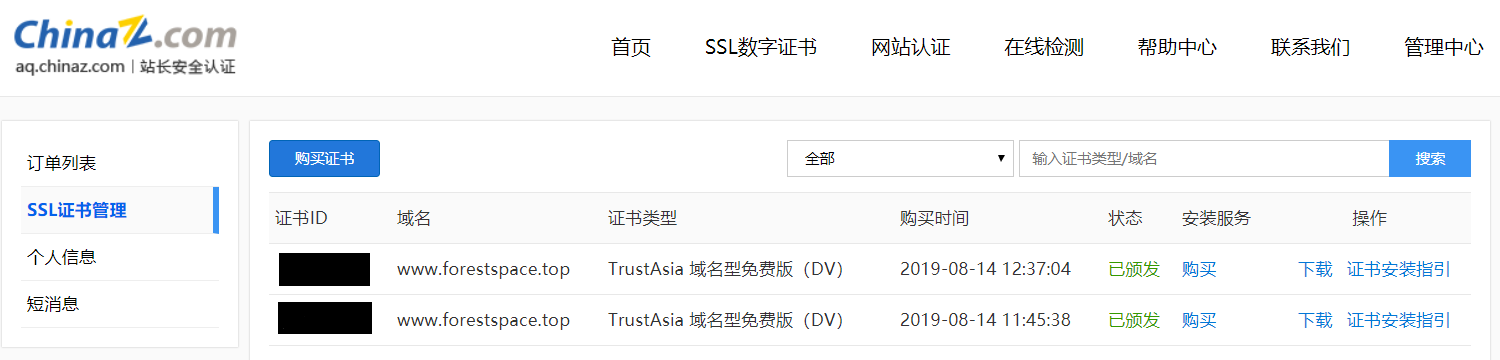 Chinaz.com
aq.chinaz.com | 站长安全认证
首页 SSL数字证书 网站认证 在线检测 帮助中心 联系我们 管理中心
订单列表
SSL证书管理
个人信息
短消息
购买证书 全部 输入证书类型/域名 搜索
证书ID 域名 证书类型 购买时间 状态 安装服务 操作
www.forestspace.top TrustAsia 域名型免费版（DV） 2019-08-14 12:37:04 已颁发 购买 下载 证书安装指引
www.forestspace.top TrustAsia 域名型免费版（DV） 2019-08-14 11:45:38 已颁发 购买 下载 证书安装指引